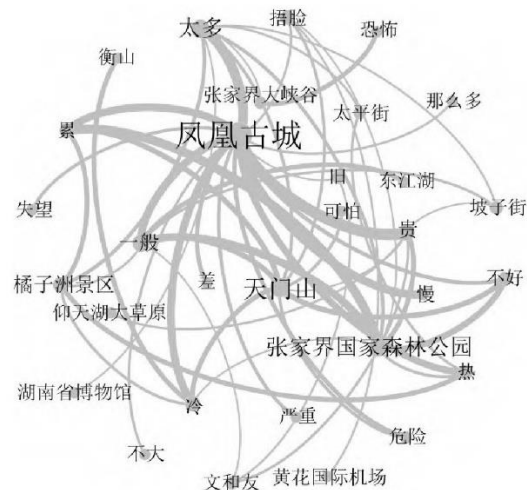 捂脸
太多
恐怖
衡山
张家界大峡谷
那么多
太平街
累
凤凰古城
旧
东江湖
失望
可怕
坡子街
贵
一般
不好
橘子洲景区
差
天门山
慢
仰天湖大草原
张家界国家森林公园
热
湖南省博物馆
冷
严重
危险
不大
文和友
黄花国际机场